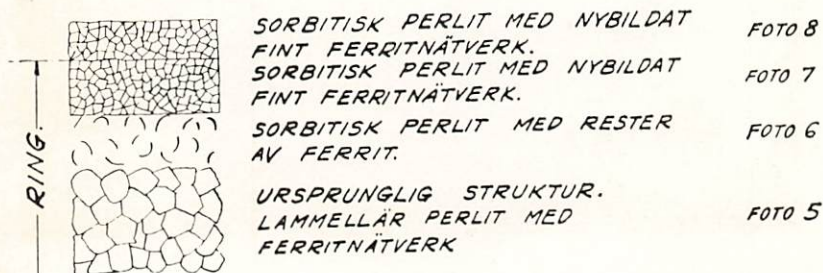 SORBITISK PERLIT MED NYBILDAT FOTO 8
FINT FERRITNÄTVERK.
SORBITISK PERLIT MED NYBILDAT FOTO 7
FINT FERRITNÄTVERK.
SORBITISK PERLIT MED RESTER FOTO 6
AV FERRIT.
URSPRUNGLIG STRUKTUR.
LAMMELLÄR PERLIT MED FOTO 5
FERRITNÄTVERK
RING.